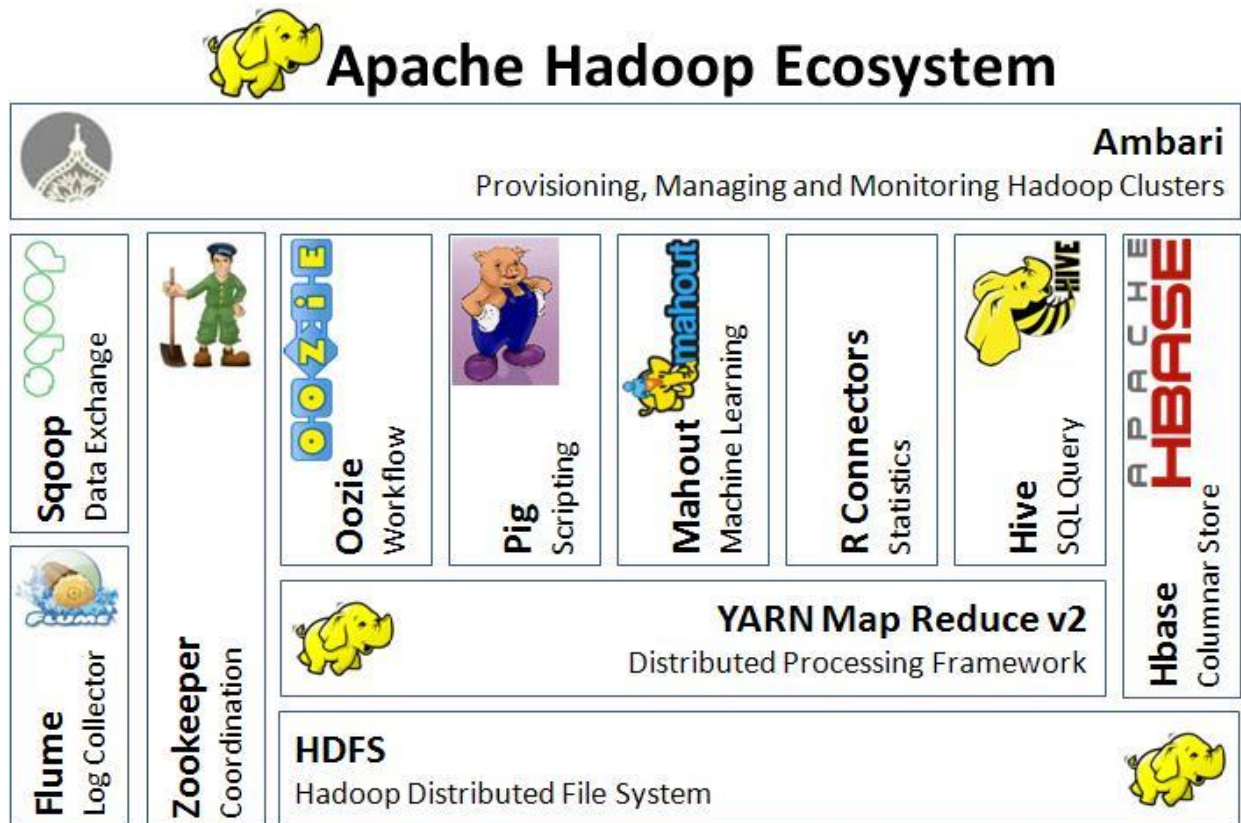 Apache Hadoop Ecosystem
Ambari
Provisioning, Managing and Monitoring Hadoop Clusters
sqoop
Sqoop
Data Exchange
FLUME
Flume
Log Collector
Zookeeper
Coordination
OOZIE
Oozie
Workflow
Pig
Scripting
mahout
Mahout
Machine Learning
R Connectors
Statistics
HIVE
Hive
SQL Query
APACHE
HBASE
Hbase
Columnar Store
YARN Map Reduce v2
Distributed Processing Framework
HDFS
Hadoop Distributed File System